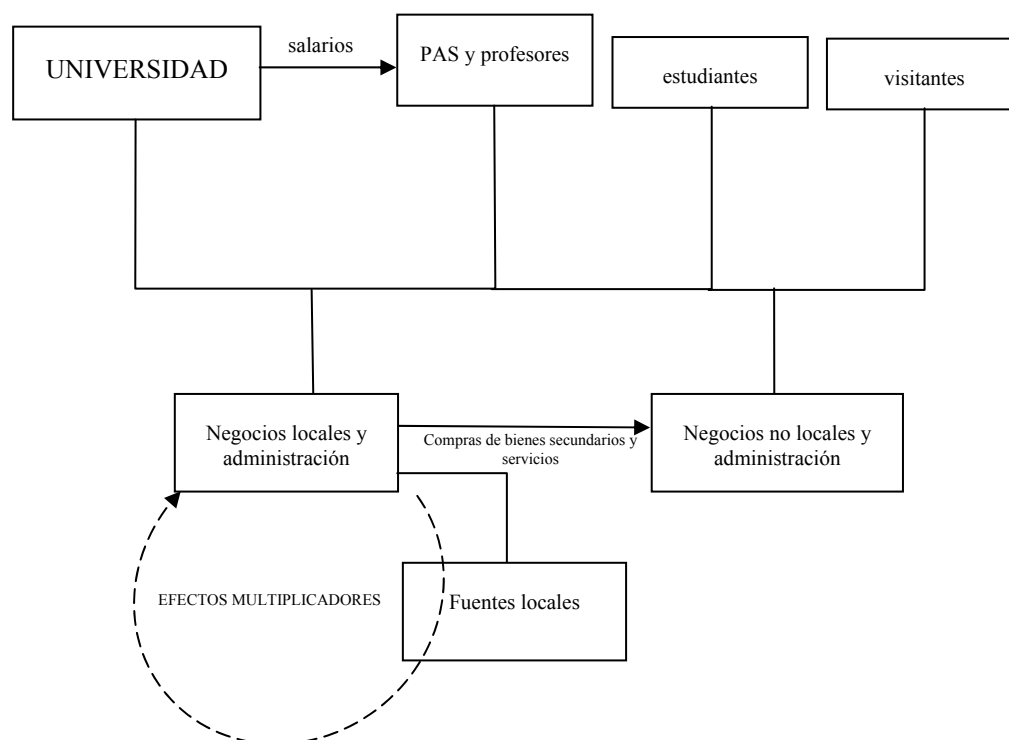 salarios
UNIVERSIDAD
PAS y profesores
estudiantes
visitantes
Negocios locales y
administración
Compras de bienes secundarios y
servicios
Negocios no locales y
administración
EFECTOS MULTIPLICADORES
Fuentes locales